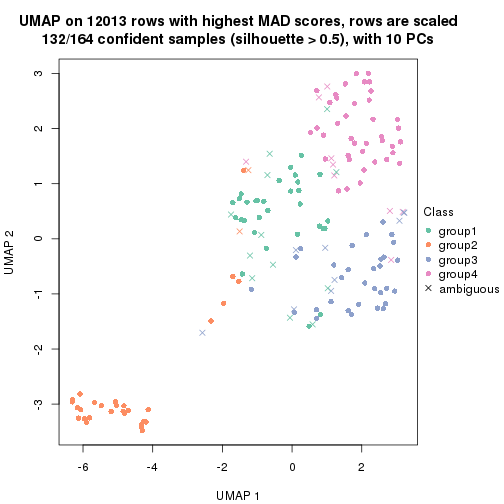 UMAP on 12013 rows with highest MAD scores, rows are scaled
132/164 confident samples (silhouette > 0.5), with 10 PCs
3
2
1
0
-1
-2
-3
UMAP 2
-6
-4
-2
0
2
UMAP 1
Class
group1
group2
group3
group4
ambiguous